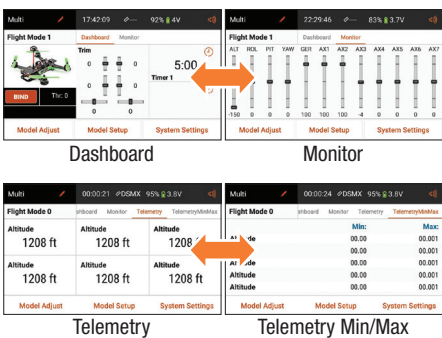 Multi 17:42:09 92% 4V
Flight Mode 1 Dashboard Monitor
Trim
0 0
5:00
Timer 1
BIND Thr: 0
0 0
Model Adjust Model Setup System Settings
Dashboard
Multi 22:29:46 83% 3.7V
Flight Mode 1 Dashboard Monitor
ALT ROL PIT YAW GER AX1 AX2 AX3 AX4 AX5 AX6 AX7
-150 0 0 0 100 100 100 -4 0 0 0 0
Model Adjust Model Setup System Settings
Monitor
Multi 00:00:21 DSMX 95% 3.8V
Flight Mode 0 shboard Monitor Telemetry TelemetryMinMax
Altitude Altitude Altitude
1208 ft 1208 ft 1208
Altitude Altitude Altitude
1208 ft 1208 ft 1208 ft
Model Adjust Model Setup System Settings
Telemetry
Multi 00:00:24 DSMX 95% 3.8V
Flight Mode 0 shboard Monitor Telemetry TelemetryMinMax
Min: Max:
00.00 00.001
00.00 00.001
Altitude 00.00 00.001
Altitude 00.00 00.001
Altitude 00.00 00.001
Model Adjust Model Setup System Settings
Telemetry Min/Max